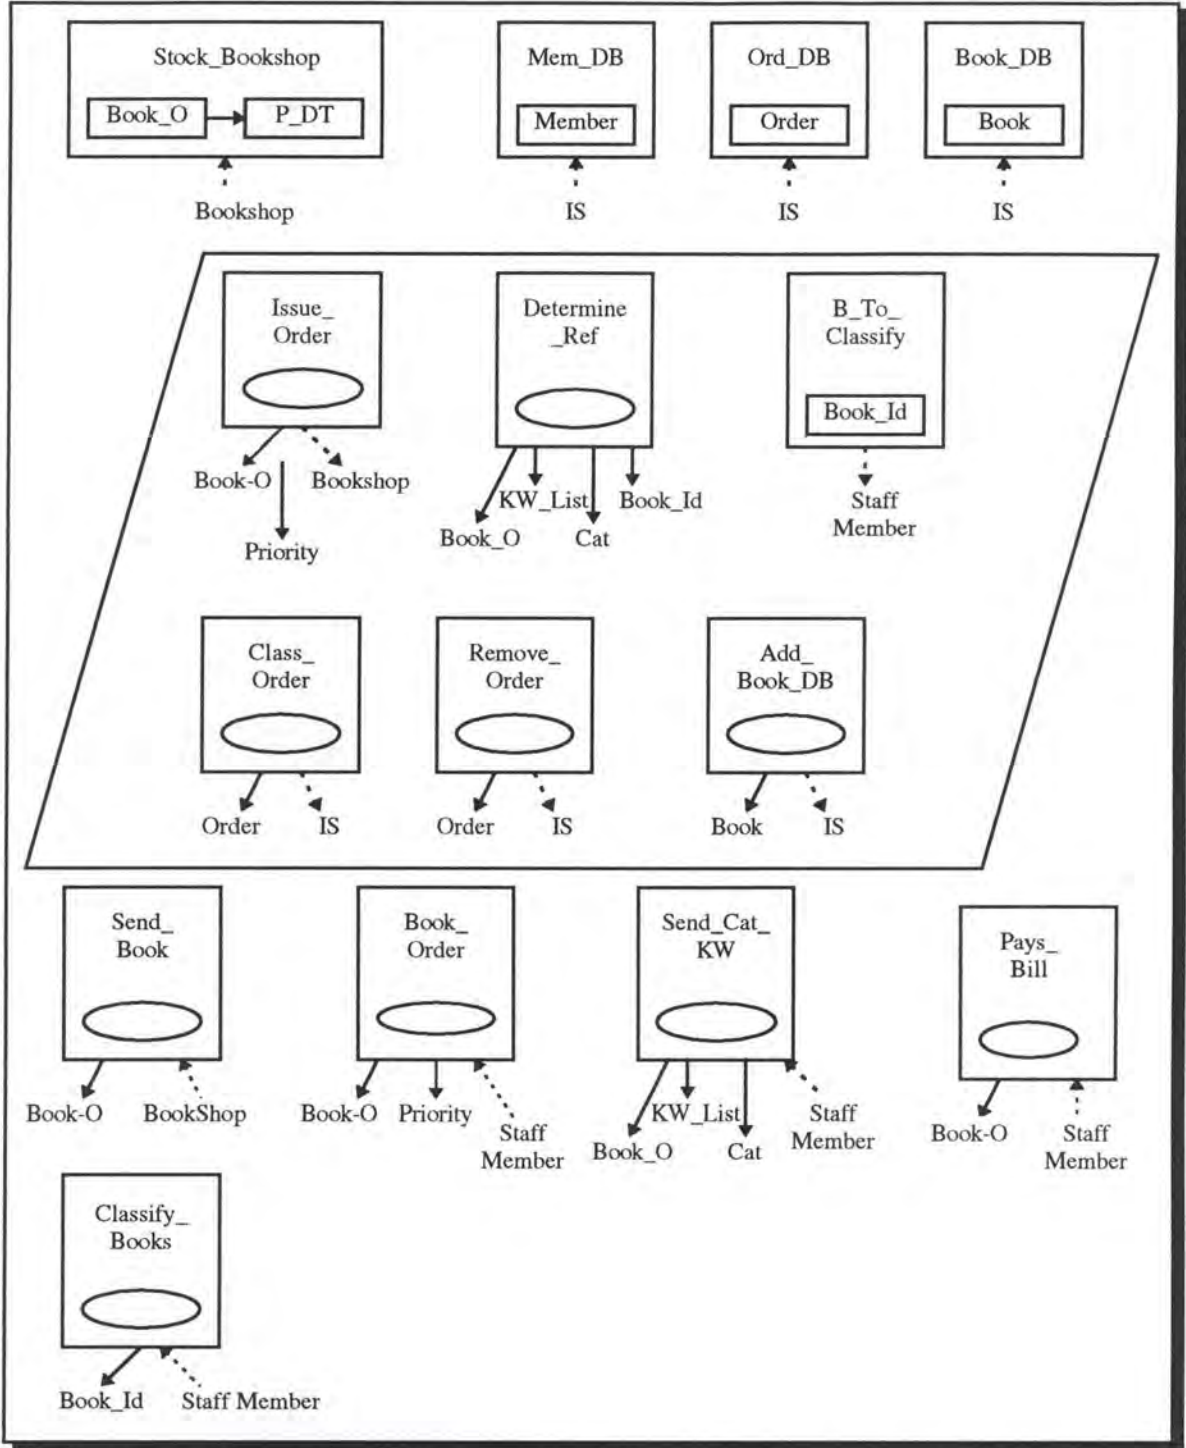 Stock_Bookshop
Book_O
P_DT
Bookshop
Mem_DB
Member
IS
Ord_DB
Order
IS
Book_DB
Book
IS
Issue_
Order
Book-O
Bookshop
Priority
Determine
_Ref
KW_List
Book_Id
Book_O
Cat
B_To_
Classify
Book_Id
Staff
Member
Class_
Order
Order
IS
Remove_
Order
Order
IS
Add_
Book_DB
Book
IS
Send_
Book
Book-O
BookShop
Book_
Order
Book-O
Priority
Staff
Member
Send_Cat_
KW
KW_List
Book_O
Cat
Staff
Member
Pays_
Bill
Book-O
Staff
Member
Classify_
Books
Book_Id
Staff Member